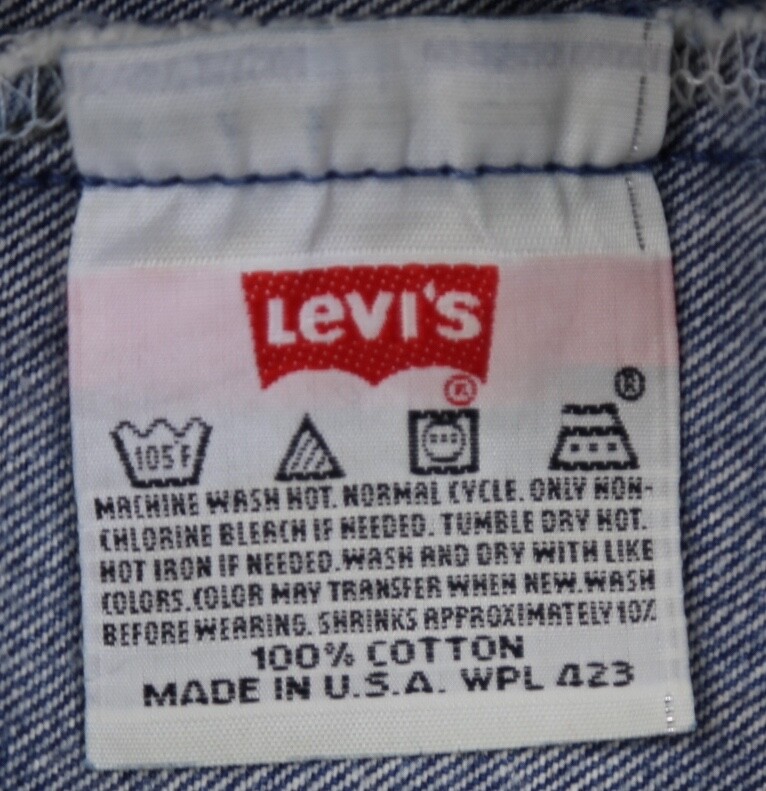 Levi's
®
®
105°F
MACHINE WASH HOT. NORMAL CYCLE. ONLY NON-
CHLORINE BLEACH IF NEEDED. TUMBLE DRY HOT.
HOT IRON IF NEEDED. WASH AND DRY WITH LIKE
COLORS. COLOR MAY TRANSFER WHEN NEW. WASH
BEFORE WEARING. SHRINKS APPROXIMATELY 10%
100% COTTON
MADE IN U.S.A. WPL 423